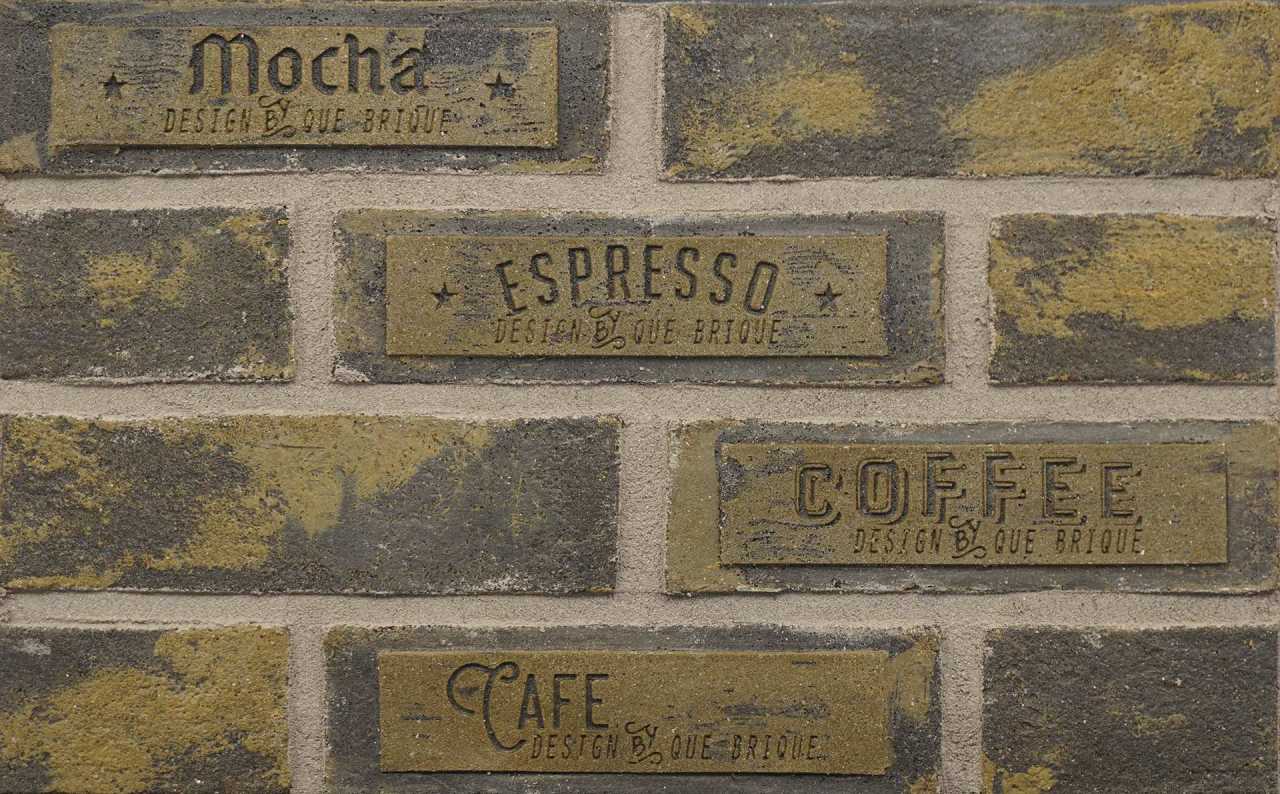 Mocha
DESIGN BY QUE BRIQUE
ESPRESSO
DESIGN BY QUE BRIQUE
COFFEE
DESIGN BY QUE BRIQUE
CAFE
DESIGN BY QUE BRIQUE